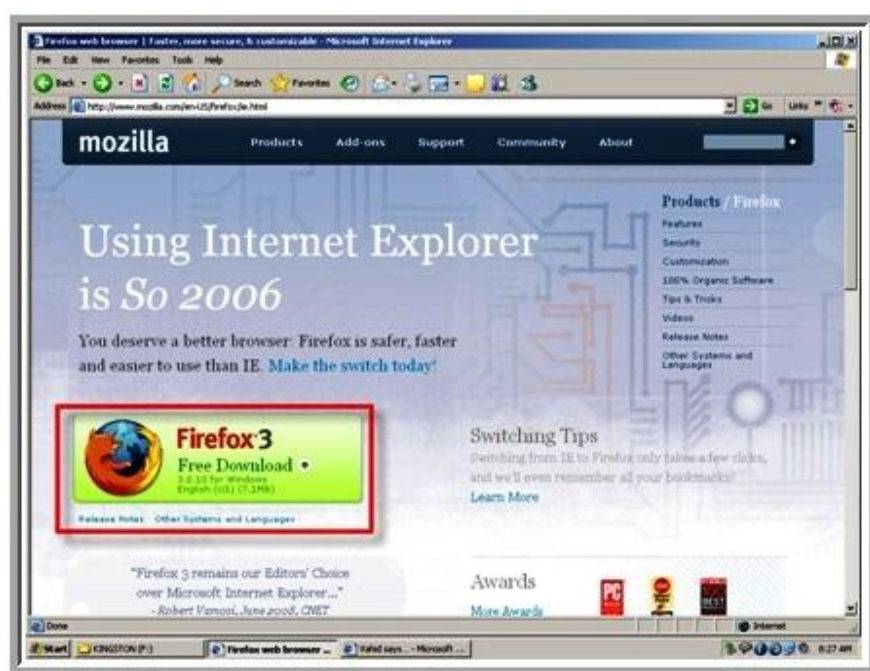 Firefox web browser | Faster, more secure, & customizable - Microsoft Internet Explorer
File Edit View Favorites Tools Help
Back Search Favorites
Address http://www.mozilla.com/en-US/firefox/ie.html Go Links
mozilla Products Add-ons Support Community About
Products / Firefox
Features
Security
Customization
100% Organic Software
Tips & Tricks
Videos
Release Notes
Other Systems and
Languages
Using Internet Explorer
is So 2006
You deserve a better browser: Firefox is safer, faster
and easier to use than IE. Make the switch today!
Firefox 3
Free Download
3.0.10 for Windows
English (US) (7.1MB)
Release Notes - Other Systems and Languages
Switching Tips
Switching from IE to Firefox only takes a few clicks,
and we'll even remember all your bookmarks!
Learn More
"Firefox 3 remains our Editors' Choice
over Microsoft Internet Explorer..."
- Robert Vamosi, June 2008, CNET
Awards
More Awards
PC
BEST
Done Internet
Start KINGSTON (F:) Firefox web browser ... Vahid says... - Microsoft ... 8:27 AM